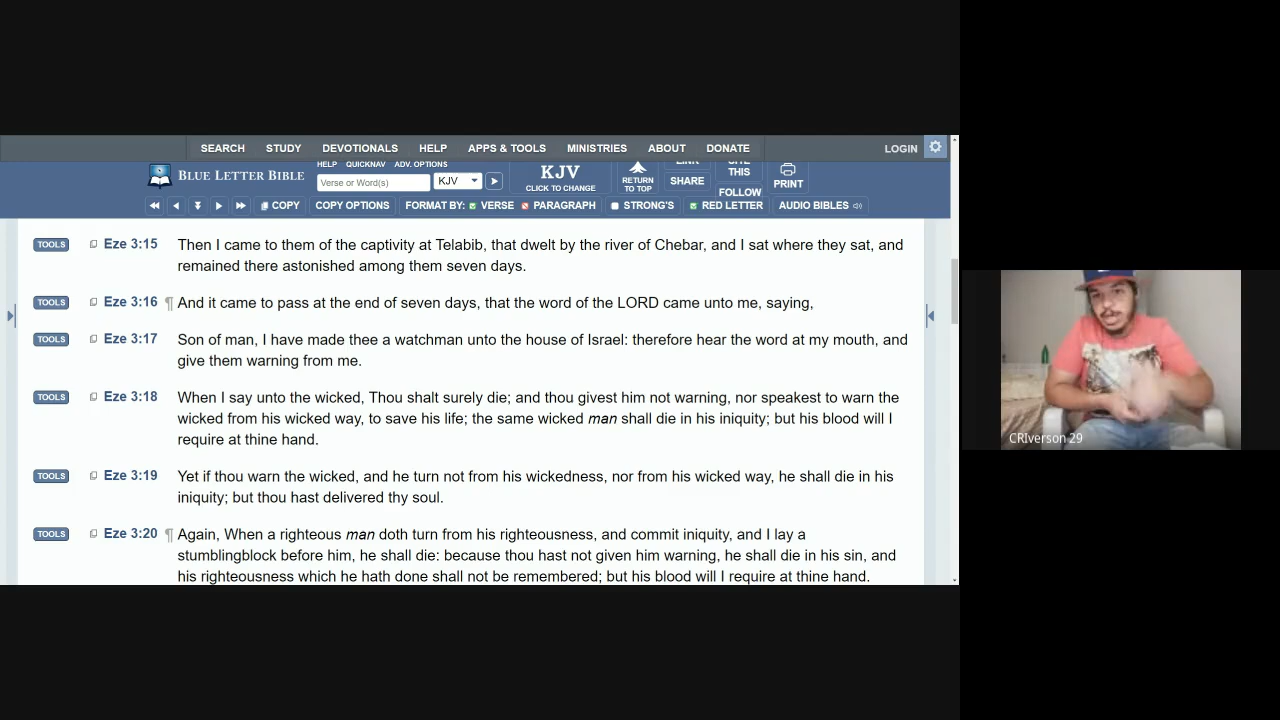 SEARCH STUDY DEVOTIONALS HELP APPS & TOOLS MINISTRIES ABOUT DONATE LOGIN
HELP QUICKNAV ADV. OPTIONS
BLUE LETTER BIBLE
Verse or Word(s) KJV
KJV
CLICK TO CHANGE
RETURN
TO TOP
LINK
SHARE
CITE
THIS
FOLLOW
PRINT
COPY COPY OPTIONS FORMAT BY: VERSE PARAGRAPH STRONG'S RED LETTER AUDIO BIBLES
TOOLS Eze 3:15 Then I came to them of the captivity at Telabib, that dwelt by the river of Chebar, and I sat where they sat, and
remained there astonished among them seven days.
TOOLS Eze 3:16 ¶ And it came to pass at the end of seven days, that the word of the LORD came unto me, saying,
TOOLS Eze 3:17 Son of man, I have made thee a watchman unto the house of Israel: therefore hear the word at my mouth, and
give them warning from me.
TOOLS Eze 3:18 When I say unto the wicked, Thou shalt surely die; and thou givest him not warning, nor speakest to warn the
wicked from his wicked way, to save his life; the same wicked man shall die in his iniquity; but his blood will I
require at thine hand.
TOOLS Eze 3:19 Yet if thou warn the wicked, and he turn not from his wickedness, nor from his wicked way, he shall die in his
iniquity; but thou hast delivered thy soul.
TOOLS Eze 3:20 ¶ Again, When a righteous man doth turn from his righteousness, and commit iniquity, and I lay a
stumblingblock before him, he shall die: because thou hast not given him warning, he shall die in his sin, and
his righteousness which he hath done shall not be remembered; but his blood will I require at thine hand.
CRIverson 29